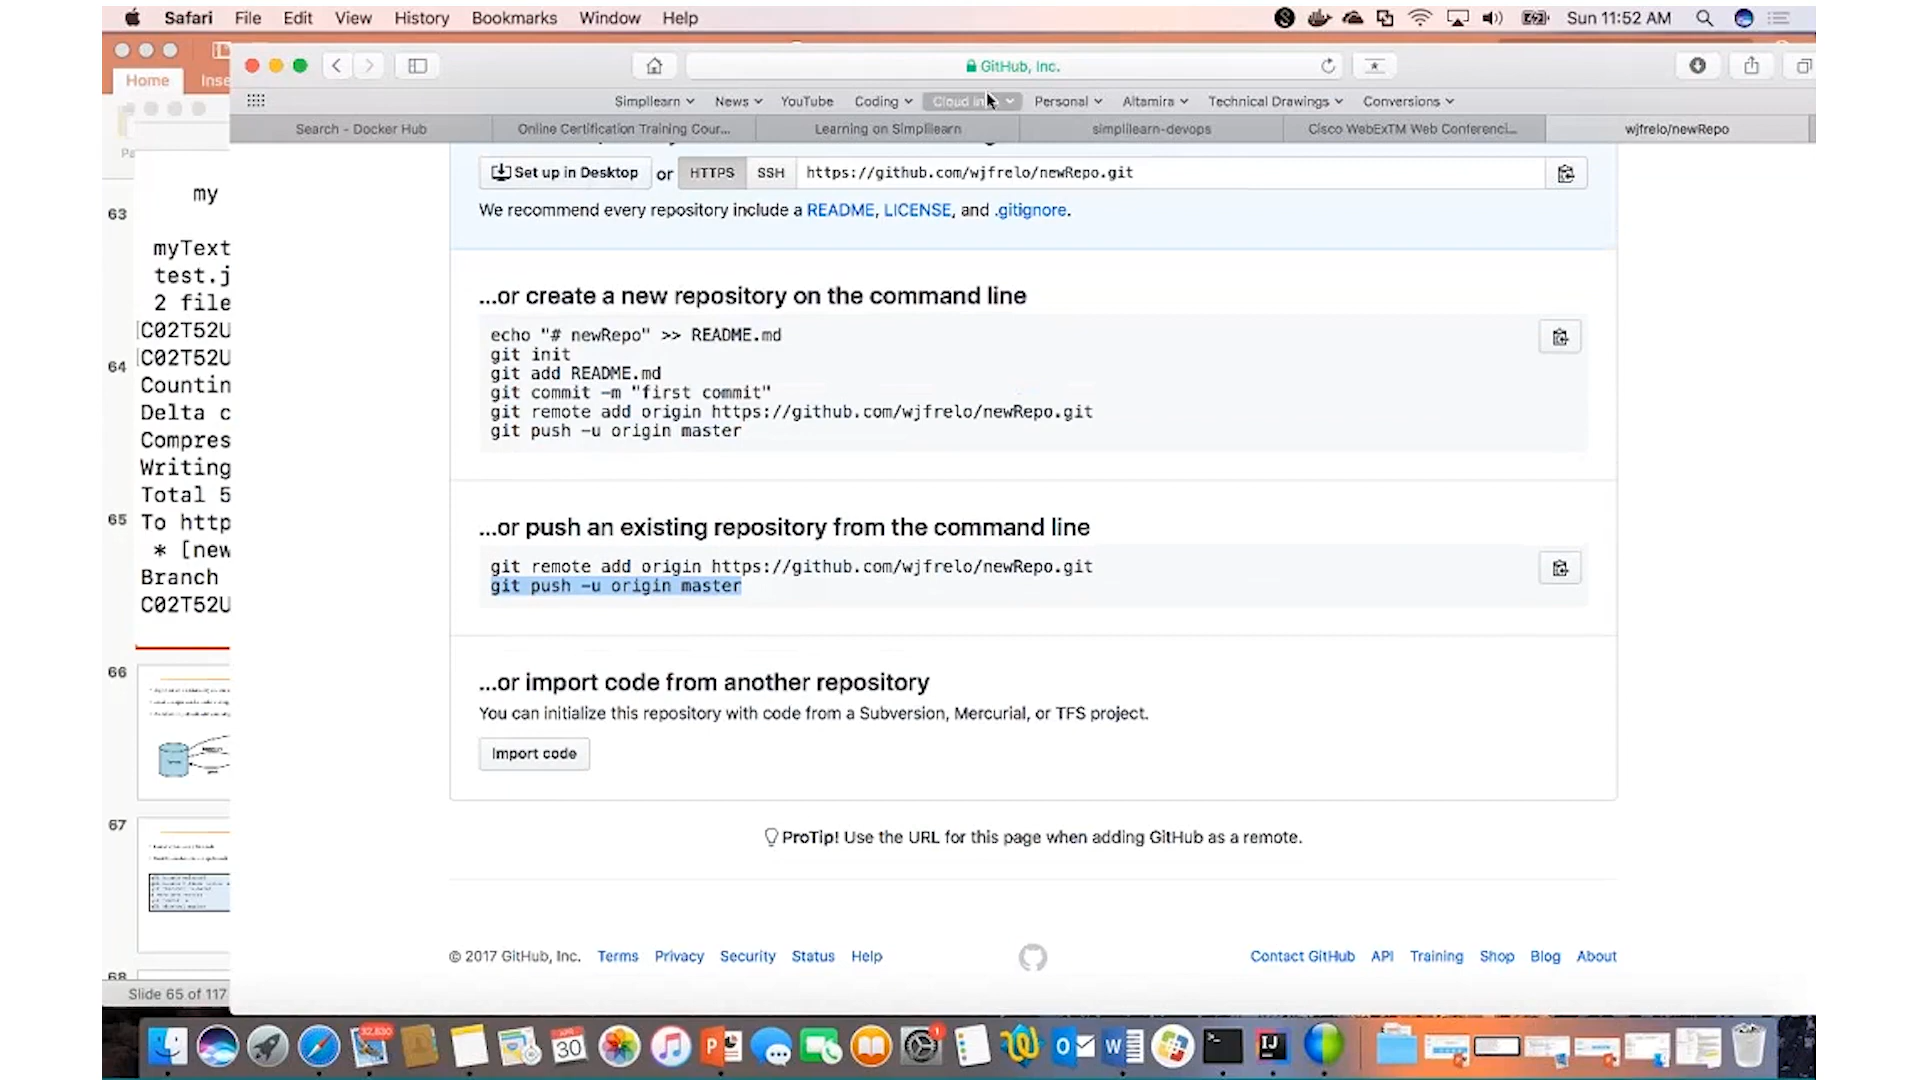 Safari File Edit View History Bookmarks Window Help Sun 11:52 AM
Home Inse
GitHub, Inc.
Simplilearn News YouTube Coding Cloud in Personal Altamira Technical Drawings Conversions
Search - Docker Hub Online Certification Training Cour... Learning on Simplilearn simplilearn-devops Cisco WebExTM Web Conferenci... wjfrelo/newRepo
Pa
Set up in Desktop or HTTPS SSH https://github.com/wjfrelo/newRepo.git
We recommend every repository include a README, LICENSE, and .gitignore.
my
63
myText
test.j
2 file
C02T52U
C02T52U
64
Countin
Delta c
Compres
Writing
Total 5
65
To http
* [new
Branch
C02T52U
...or create a new repository on the command line
echo "# newRepo" >> README.md
git init
git add README.md
git commit -m "first commit"
git remote add origin https://github.com/wjfrelo/newRepo.git
git push -u origin master
...or push an existing repository from the command line
git remote add origin https://github.com/wjfrelo/newRepo.git
git push -u origin master
66
...or import code from another repository
You can initialize this repository with code from a Subversion, Mercurial, or TFS project.
Import code
67
ProTip! Use the URL for this page when adding GitHub as a remote.
© 2017 GitHub, Inc. Terms Privacy Security Status Help Contact GitHub API Training Shop Blog About
68
Slide 65 of 117
32,830
30
1